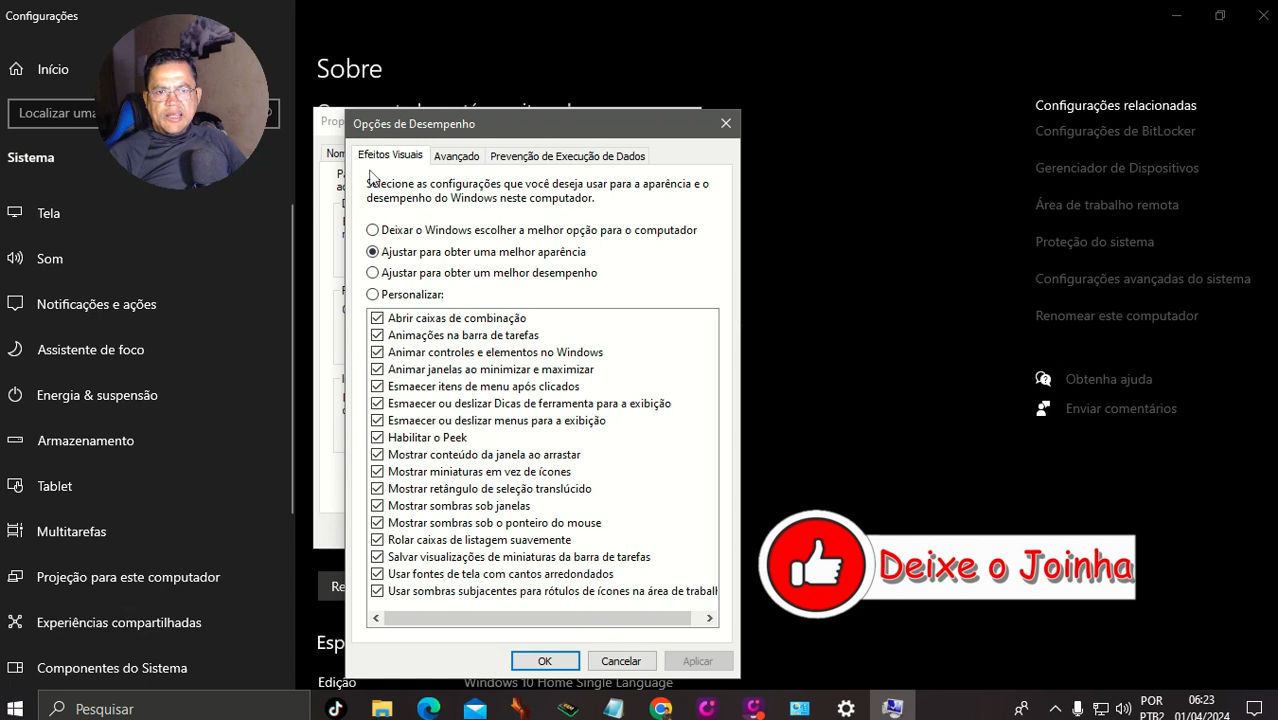 Configurações
Início
Localizar uma
Sistema
Tela
Som
Notificações e ações
Assistente de foco
Energia & suspensão
Armazenamento
Tablet
Multitarefas
Projeção para este computador
Experiências compartilhadas
Componentes do Sistema
Sobre
Opções de Desempenho
Efeitos Visuais
Avançado
Prevenção de Execução de Dados
Selecione as configurações que você deseja usar para a aparência e o
desempenho do Windows neste computador.
Deixar o Windows escolher a melhor opção para o computador
Ajustar para obter uma melhor aparência
Ajustar para obter um melhor desempenho
Personalizar:
Abrir caixas de combinação
Animações na barra de tarefas
Animar controles e elementos no Windows
Animar janelas ao minimizar e maximizar
Esmaecer itens de menu após clicados
Esmaecer ou deslizar Dicas de ferramenta para a exibição
Esmaecer ou deslizar menus para a exibição
Habilitar o Peek
Mostrar conteúdo da janela ao arrastar
Mostrar miniaturas em vez de ícones
Mostrar retângulo de seleção translúcido
Mostrar sombras sob janelas
Mostrar sombras sob o ponteiro do mouse
Rolar caixas de listagem suavemente
Salvar visualizações de miniaturas da barra de tarefas
Usar fontes de tela com cantos arredondados
Usar sombras subjacentes para rótulos de ícones na área de trabalh
OK
Cancelar
Aplicar
Edição
Windows 10 Home Single Language
Configurações relacionadas
Configurações de BitLocker
Gerenciador de Dispositivos
Área de trabalho remota
Proteção do sistema
Configurações avançadas do sistema
Renomear este computador
Obtenha ajuda
Enviar comentários
Deixe o Joinha
Pesquisar
POR
PTB2
06:23
01/04/2024